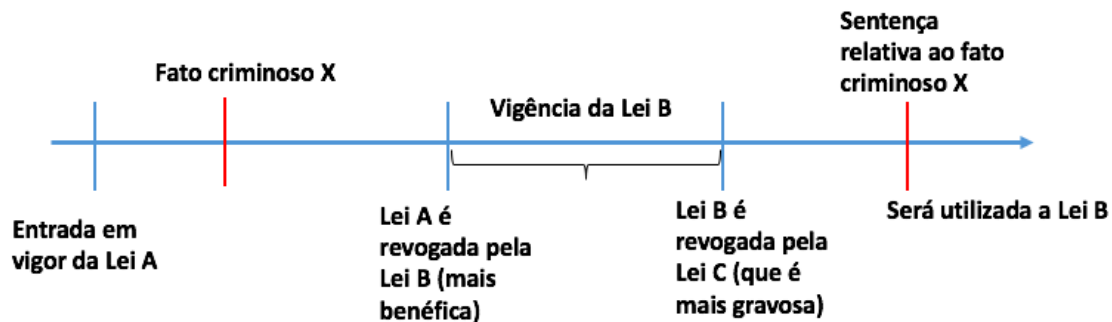 Sentença
relativa ao fato
criminoso X
Fato criminoso X
Vigência da Lei B
Entrada em
vigor da Lei A
Lei A é
revogada pela
Lei B (mais
benéfica)
Lei B é
revogada pela
Lei C (que é
mais gravosa)
Será utilizada a Lei B